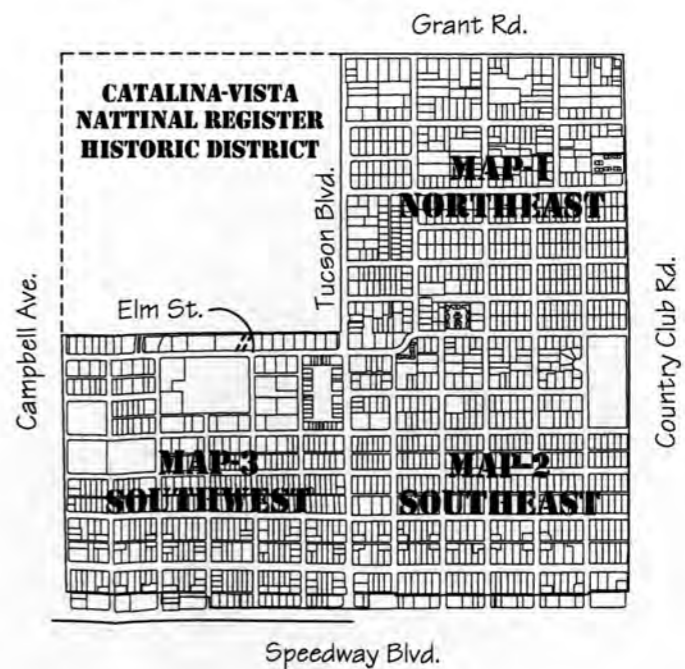 Grant Rd.
CATALINA-VISTA
NATTINAL REGISTER
HISTORIC DISTRICT
MAP-1
NORTHEAST
Tucson Blvd.
Campbell Ave.
Elm St.
Country Club Rd.
MAP-3
SOUTHWEST
MAP-2
SOUTHEAST
Speedway Blvd.